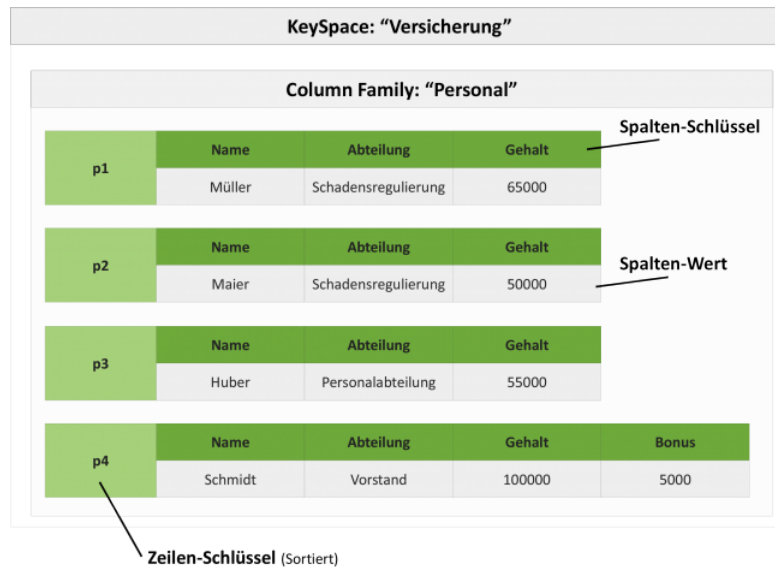 KeySpace: “Versicherung”
Column Family: “Personal”
Spalten-Schlüssel
p1
Name Abteilung Gehalt
Müller Schadensregulierung 65000
p2
Name Abteilung Gehalt
Maier Schadensregulierung 50000
Spalten-Wert
p3
Name Abteilung Gehalt
Huber Personalabteilung 55000
p4
Name Abteilung Gehalt Bonus
Schmidt Vorstand 100000 5000
Zeilen-Schlüssel (Sortiert)